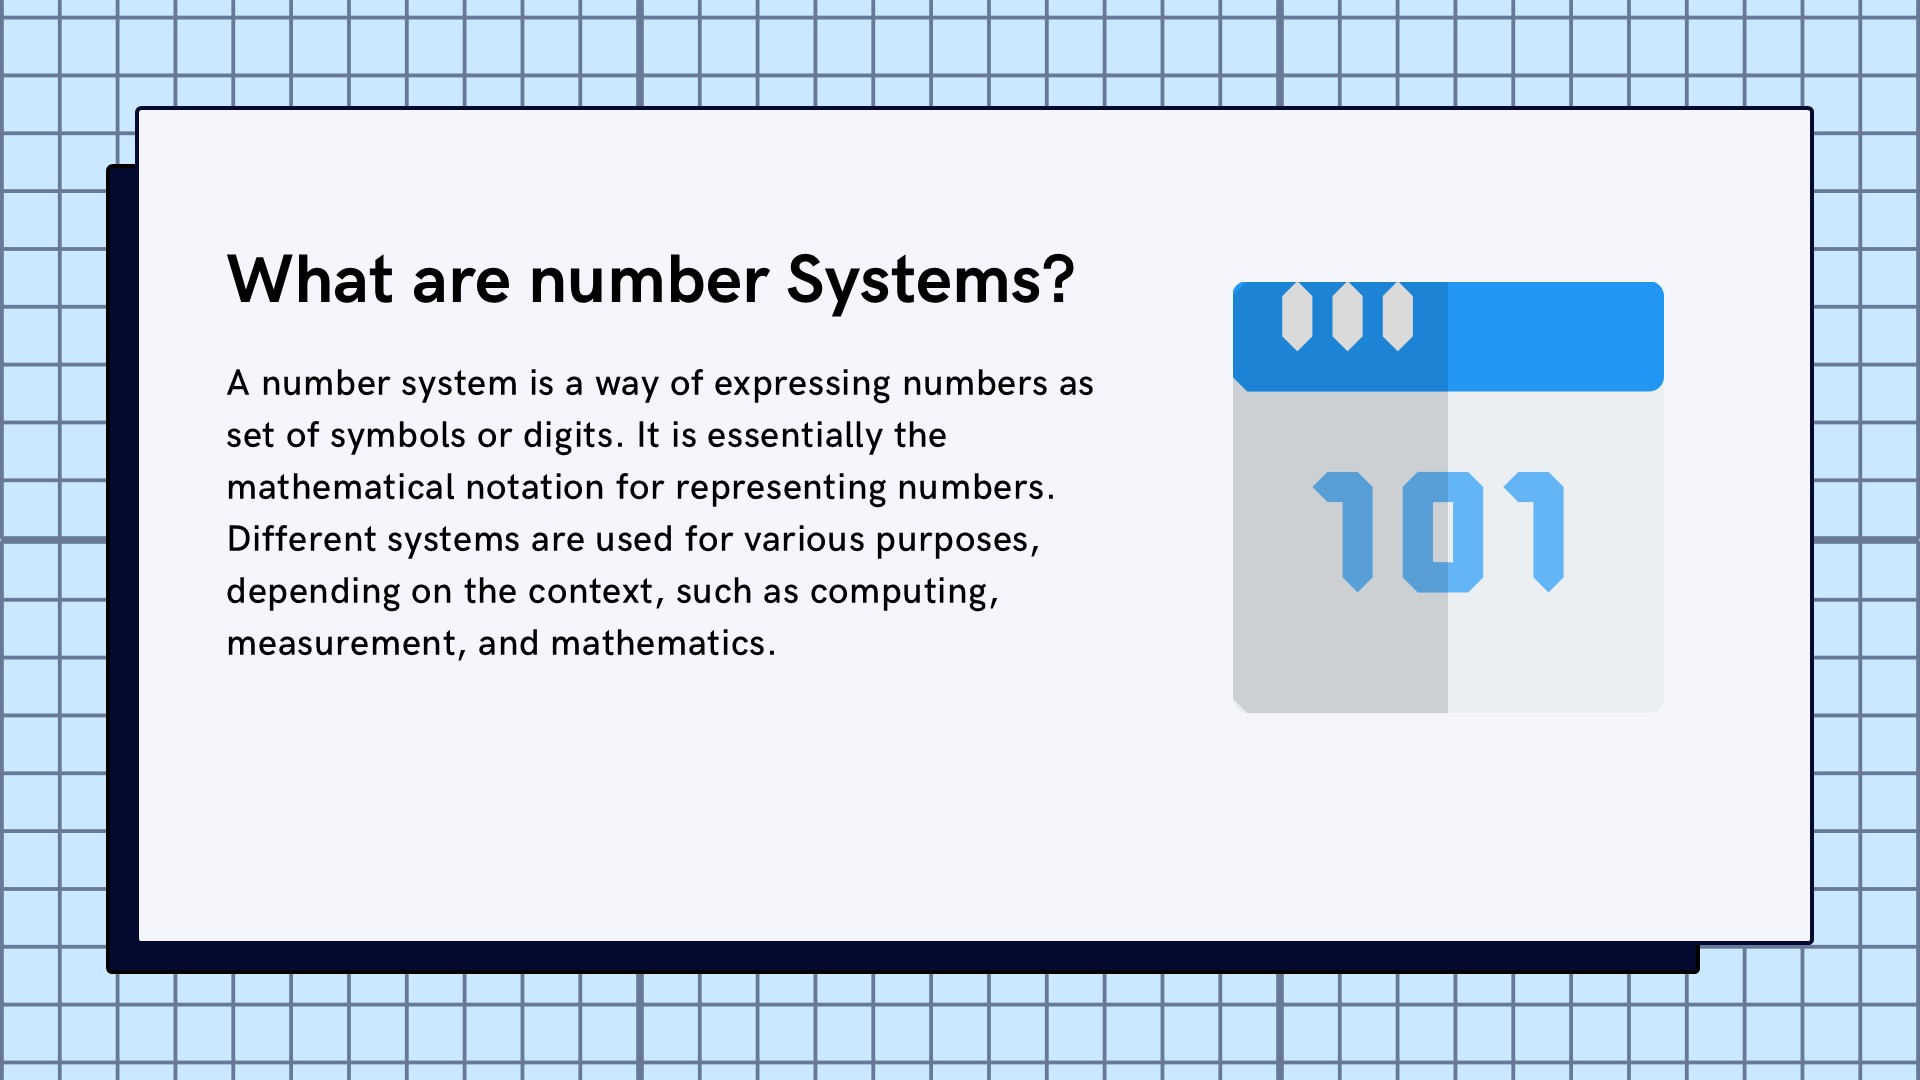 What are number Systems?
A number system is a way of expressing numbers as
set of symbols or digits. It is essentially the
mathematical notation for representing numbers.
Different systems are used for various purposes,
depending on the context, such as computing,
measurement, and mathematics.
101